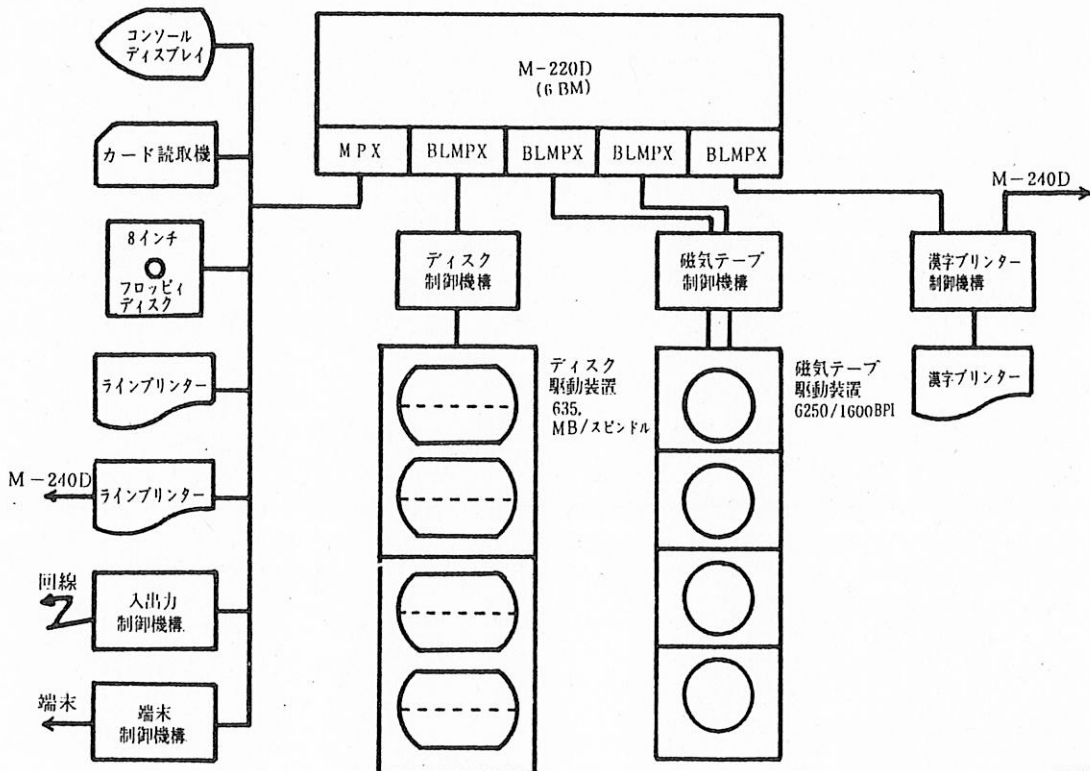 コンソール
ディスプレイ
M-220D
(6 BM)
MPX
BLMPX
BLMPX
BLMPX
BLMPX
カード読取機
M-240D
8インチ
フロッピィ
ディスク
ディスク
制御機構
磁気テープ
制御機構
漢字プリンター
制御機構
ラインプリンター
ディスク
駆動装置
635.
MB/スピンドル
磁気テープ
駆動装置
6250/1600BPI
漢字プリンター
M-240D
ラインプリンター
回線
入出力
制御機構
端末
端末
制御機構